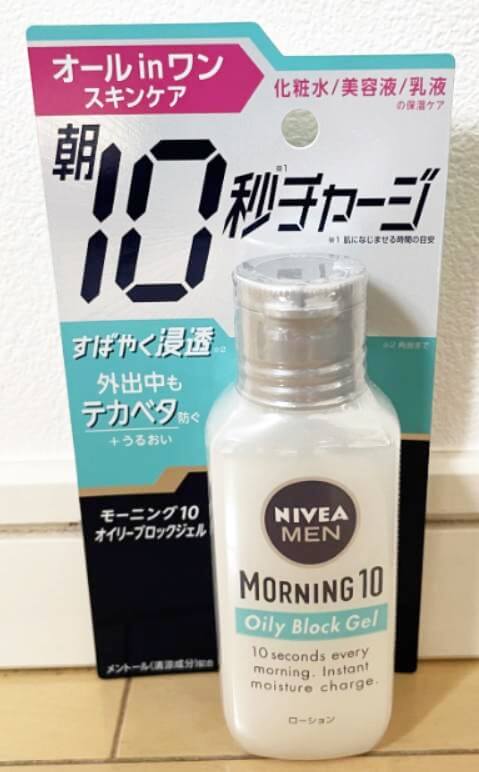 オールinワン
スキンケア
化粧水/美容液/乳液
の保湿ケア
朝10秒チャージ※1
※1 肌になじませる時間の目安
すばやく浸透※2
※2 角層まで
外出中も
テカベタ防ぐ
+うるおい
モーニング10
オイリーブロックジェル
メントール(清涼成分)配合
NIVEA
MEN
MORNING 10
Oily Block Gel
10 seconds every
morning. Instant
moisture charge.
ローション